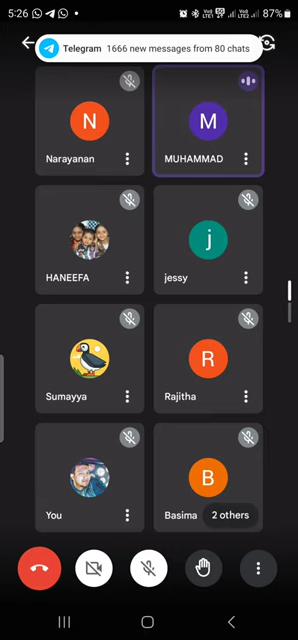 5:26
87%
Telegram 1666 new messages from 80 chats
N
M
Narayanan
MUHAMMAD
j
HANEEFA
jessy
R
Sumayya
Rajitha
B
You
Basima
2 others